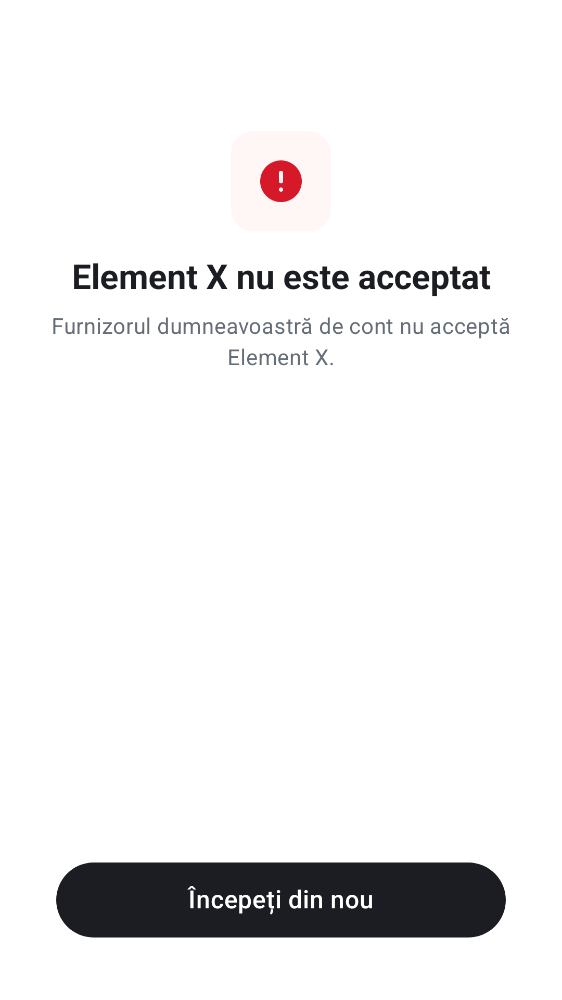 Element X nu este acceptat
Furnizorul dumneavoastră de cont nu acceptă
Element X.
Începeți din nou